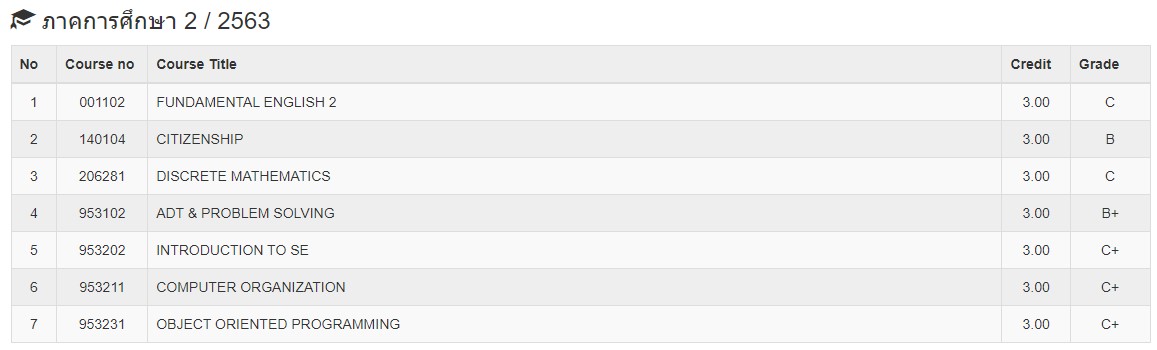 ภาคการศึกษา 2 / 2563
No Course no Course Title Credit Grade
1 001102 FUNDAMENTAL ENGLISH 2 3.00 C
2 140104 CITIZENSHIP 3.00 B
3 206281 DISCRETE MATHEMATICS 3.00 C
4 953102 ADT & PROBLEM SOLVING 3.00 B+
5 953202 INTRODUCTION TO SE 3.00 C+
6 953211 COMPUTER ORGANIZATION 3.00 C+
7 953231 OBJECT ORIENTED PROGRAMMING 3.00 C+